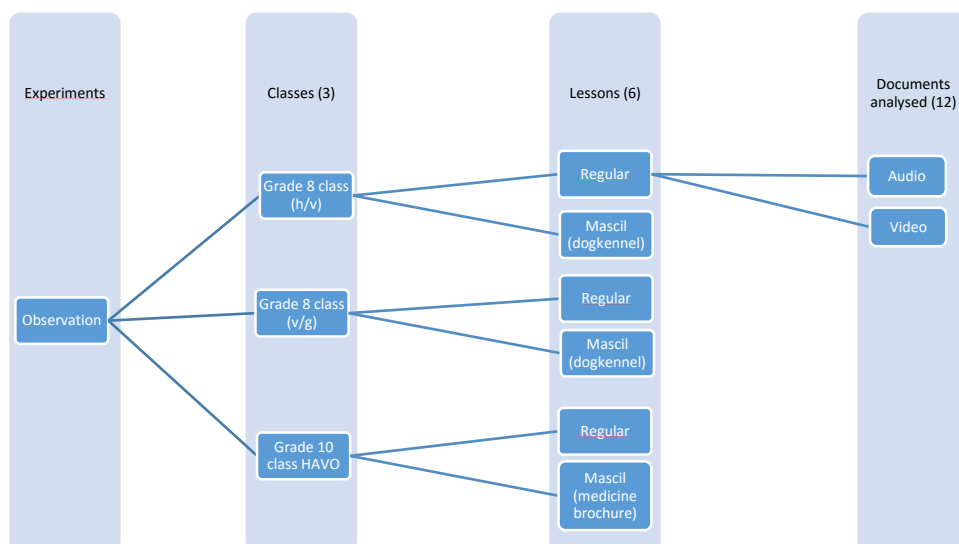 Experiments
Classes (3)
Lessons (6)
Documents
analysed (12)
Observation
Grade 8 class
(h/v)
Regular
Audio
Video
Mascil
(dogkennel)
Grade 8 class
(v/g)
Regular
Mascil
(dogkennel)
Grade 10
class HAVO
Regular
Mascil
(medicine
brochure)